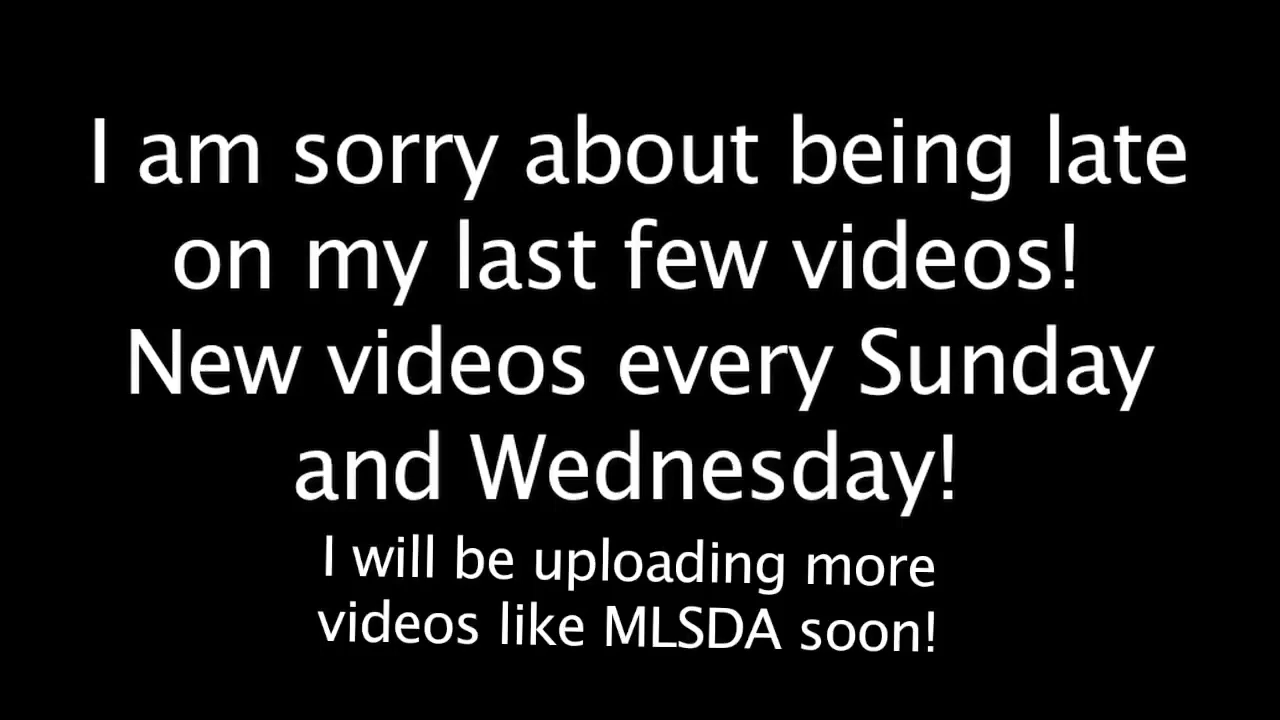 I am sorry about being late
on my last few videos!
New videos every Sunday
and Wednesday!
I will be uploading more
videos like MLSDA soon!